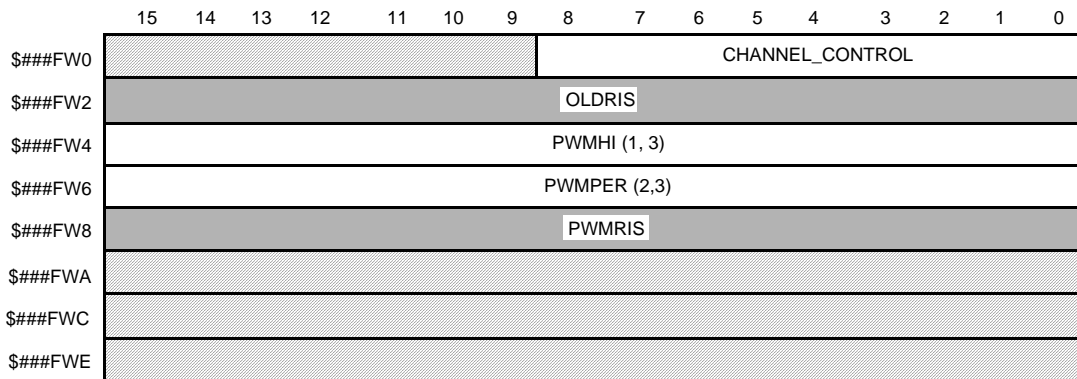 15 14 13 12 11 10 9 8 7 6 5 4 3 2 1 0
$###FW0 CHANNEL_CONTROL
$###FW2 OLDRIS
$###FW4 PWMHI (1, 3)
$###FW6 PWMPER (2,3)
$###FW8 PWMRIS
$###FWA
$###FWC
$###FWE